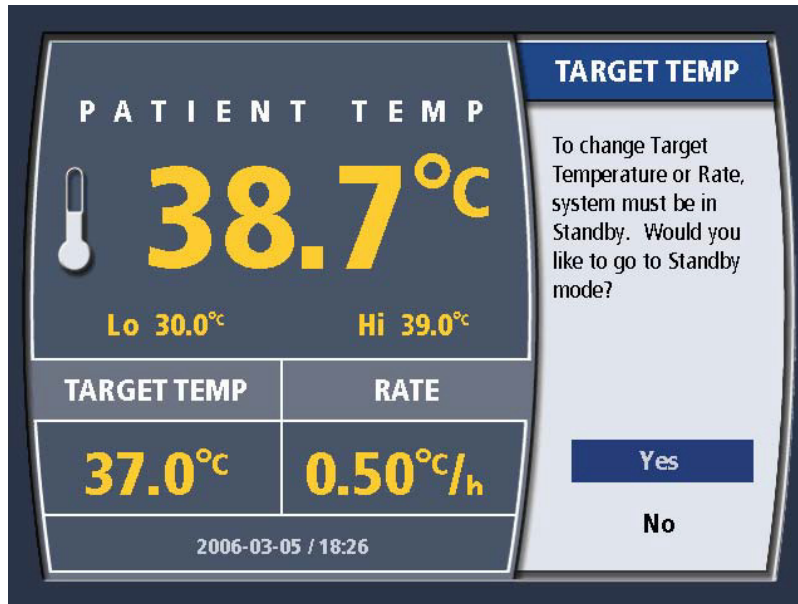 PATIENT TEMP
38.7°C
Lo 30.0°C Hi 39.0°C
TARGET TEMP RATE
37.0°C 0.50°C/h
2006-03-05 / 18:26
TARGET TEMP
To change Target
Temperature or Rate,
system must be in
Standby. Would you
like to go to Standby
mode?
Yes
No